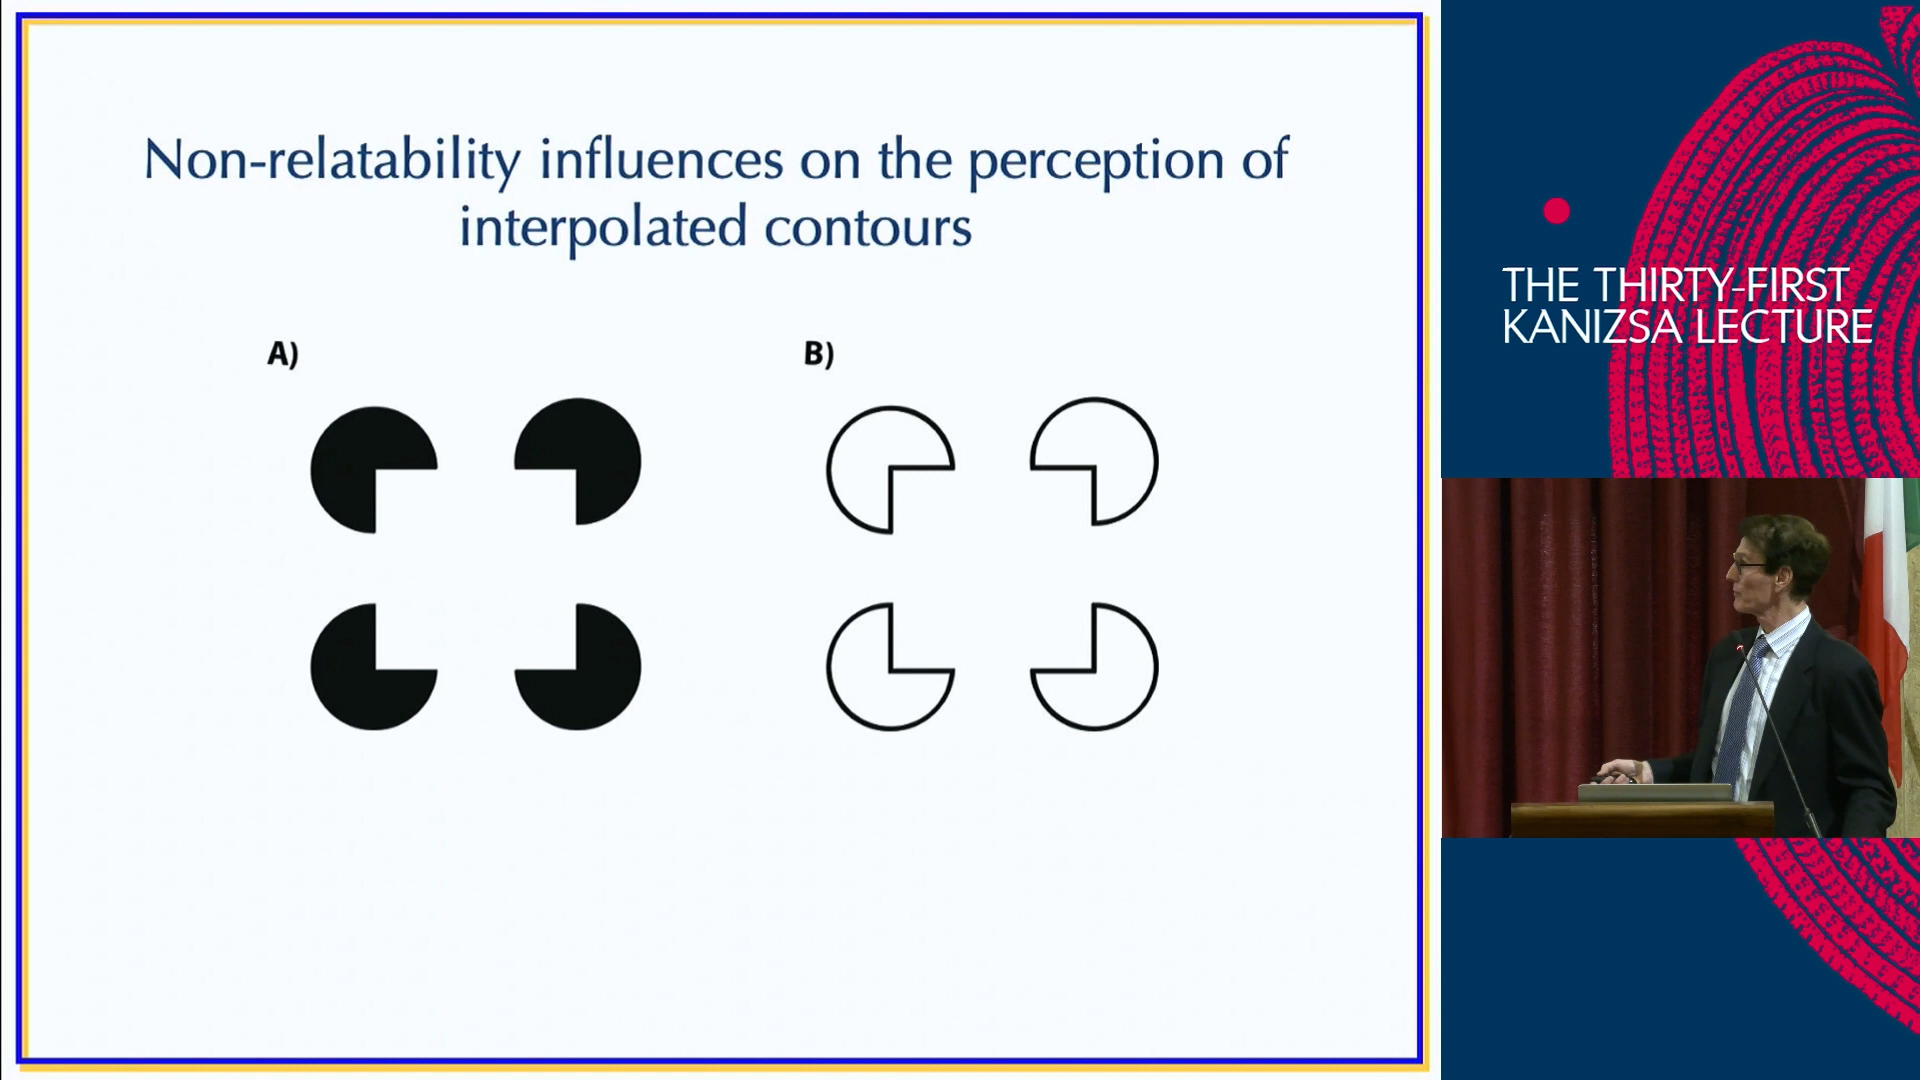 Non-relatability influences on the perception of
interpolated contours
A)
B)
THE THIRTY-FIRST
KANIZSA LECTURE